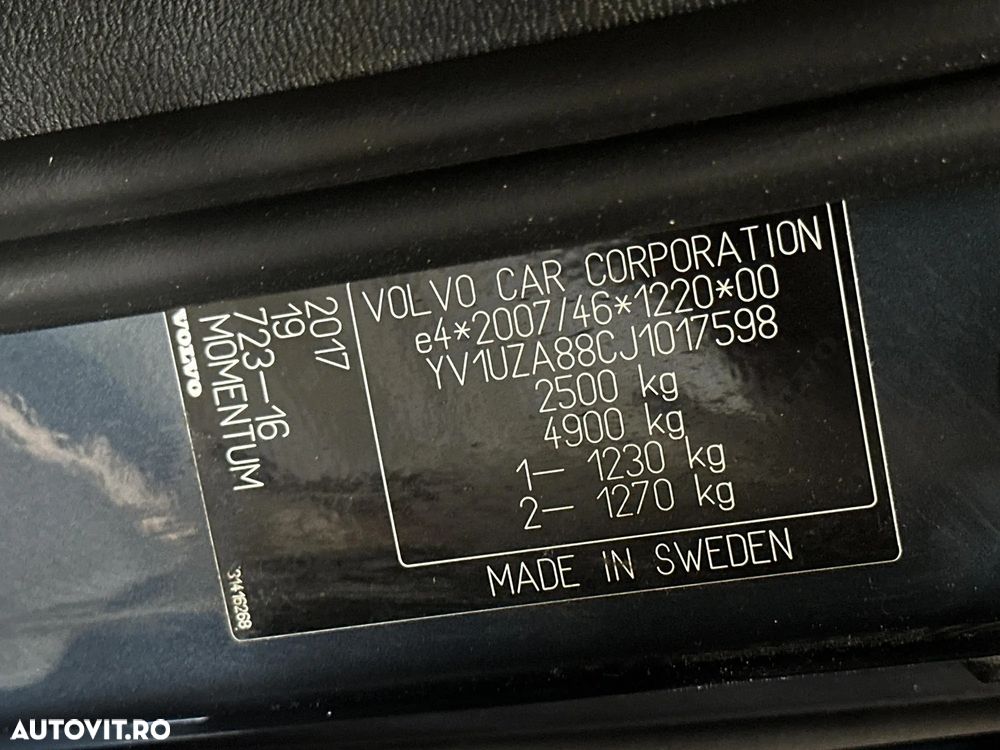 VOLVO CAR CORPORATION
e4*2007/46*1220*00
YV1UZA88CJ1017598
2500 kg
4900 kg
1– 1230 kg
2– 1270 kg
MADE IN SWEDEN
2017
19
723–16
MOMENTUM
VOLVO
31415268
AUTOVIT.RO